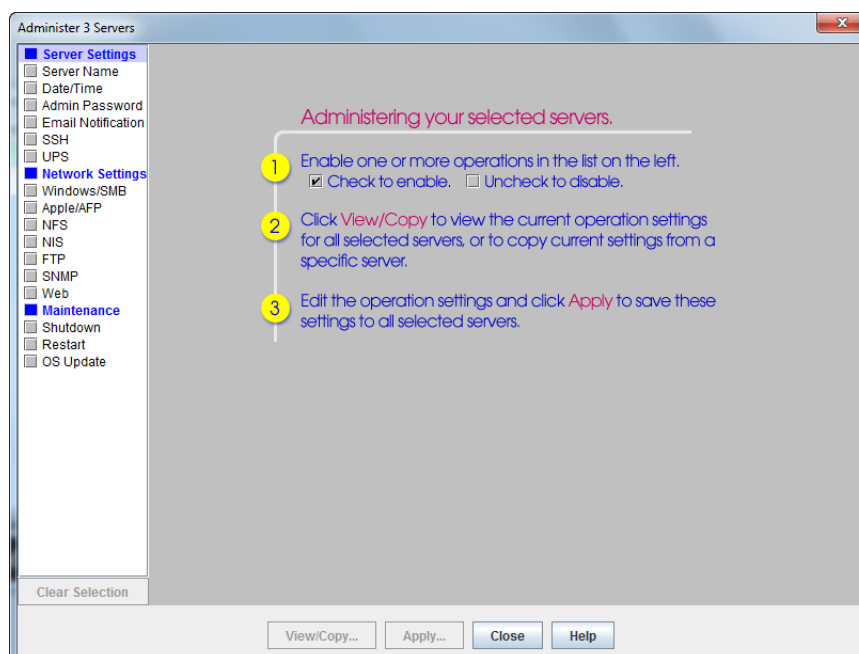 Administer 3 Servers
x
Server Settings
Server Name
Date/Time
Admin Password
Email Notification
SSH
UPS
Network Settings
Windows/SMB
Apple/AFP
NFS
NIS
FTP
SNMP
Web
Maintenance
Shutdown
Restart
OS Update
Clear Selection
Administering your selected servers.
1
Enable one or more operations in the list on the left.
Check to enable. Uncheck to disable.
2
Click View/Copy to view the current operation settings
for all selected servers, or to copy current settings from a
specific server.
3
Edit the operation settings and click Apply to save these
settings to all selected servers.
View/Copy... Apply... Close Help